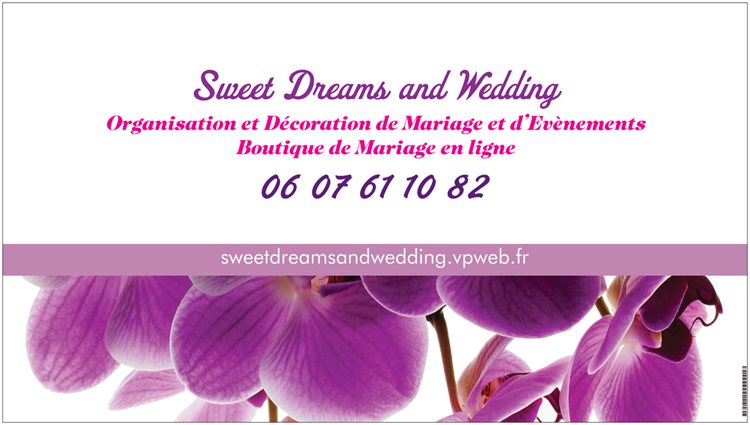 Sweet Dreams and Wedding
Organisation et Décoration de Mariage et d'Evènements
Boutique de Mariage en ligne
06 07 61 10 82
sweetdreamsandwedding.vpweb.fr